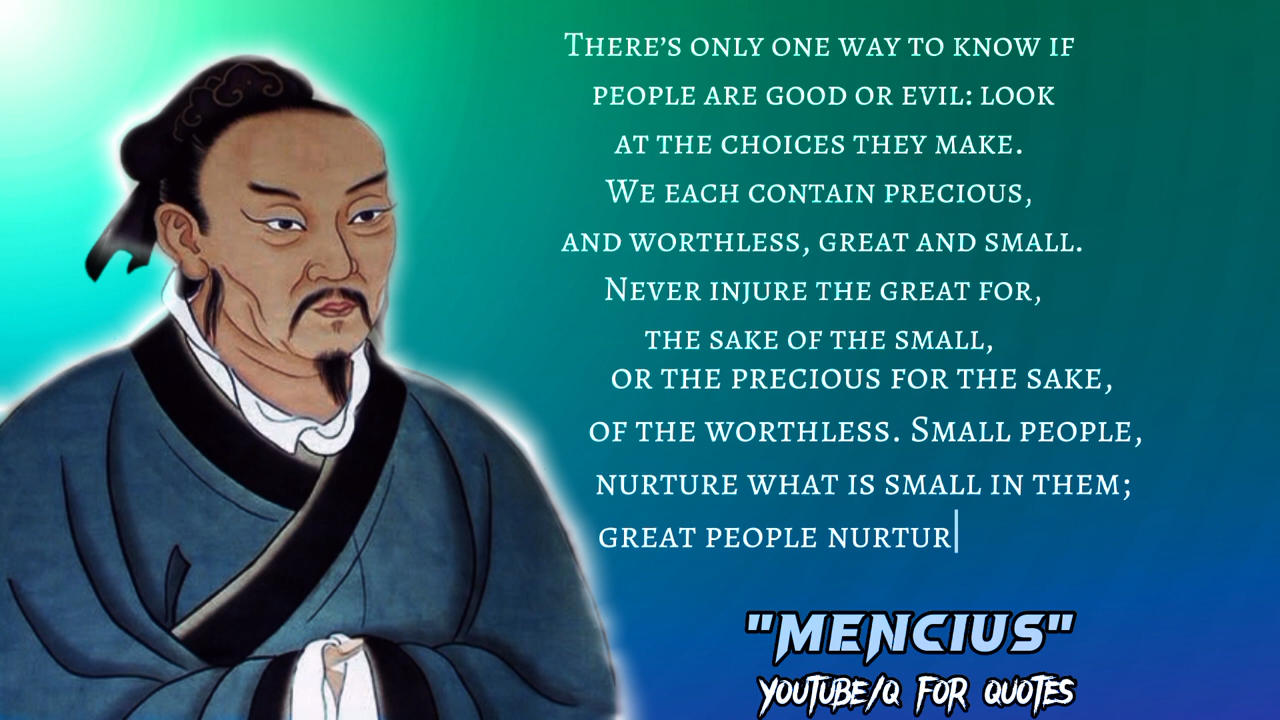 There's only one way to know if
people are good or evil: look
at the choices they make.
We each contain precious,
and worthless, great and small.
Never injure the great for,
the sake of the small,
or the precious for the sake,
of the worthless. Small people,
nurture what is small in them;
great people nurtur
"MENCIUS"
YOUTUBE/Q FOR QUOTES